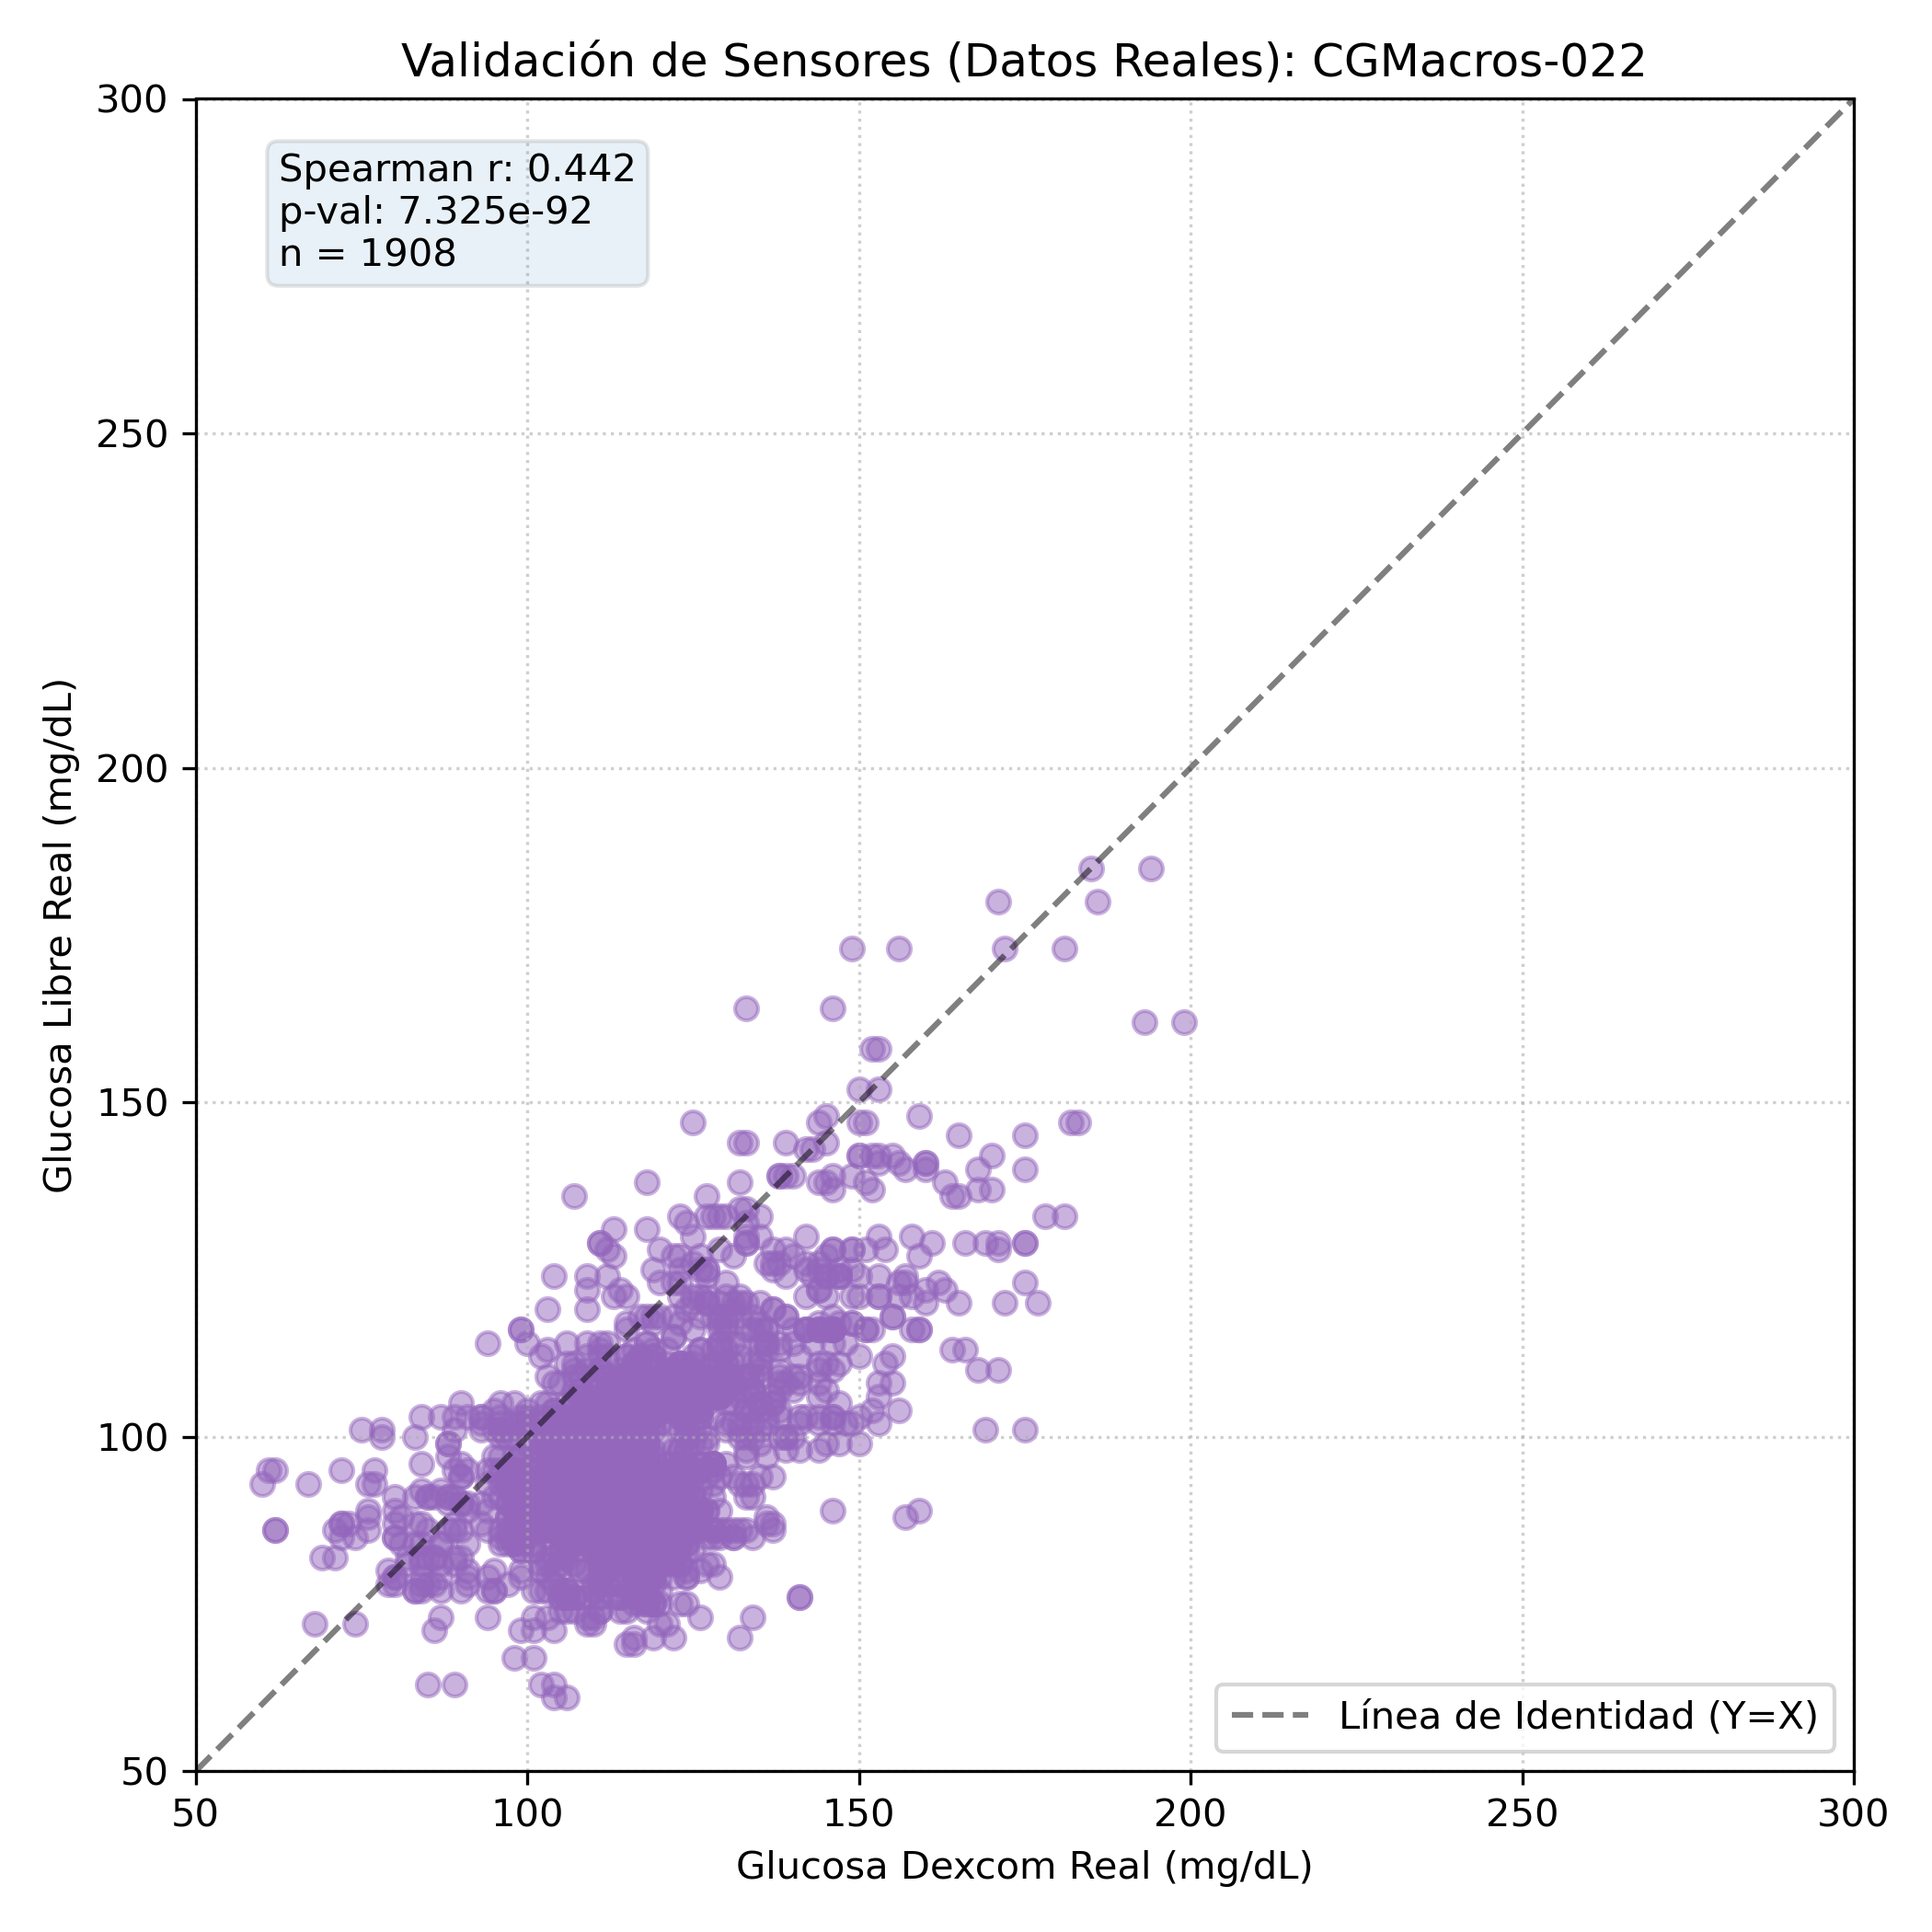 Validación de Sensores (Datos Reales): CGMacros-022
Spearman r: 0.442
p-val: 7.325e-92
n = 1908
Glucosa Libre Real (mg/dL)
300
250
200
150
100
50
50
100
150
200
250
300
Línea de Identidad (Y=X)
Glucosa Dexcom Real (mg/dL)